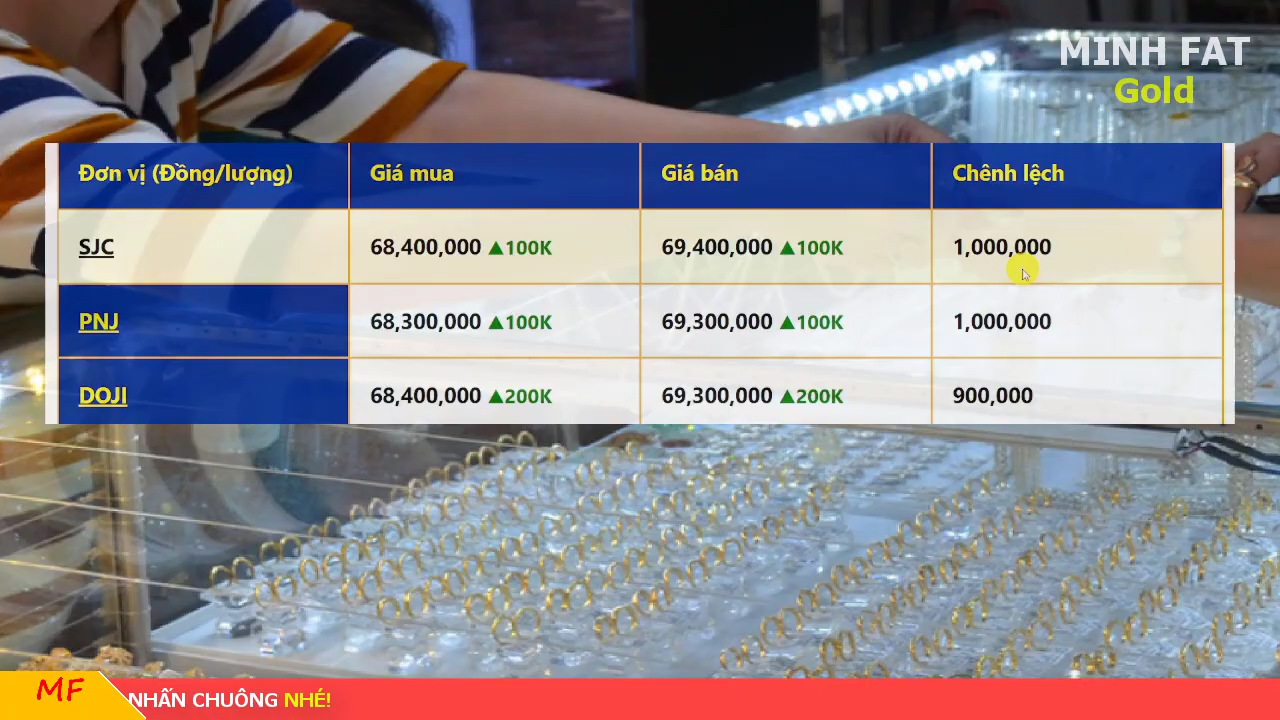 MINH FAT
Gold
Đơn vị (Đồng/lượng) Giá mua Giá bán Chênh lệch
SJC 68,400,000 ▲100K 69,400,000 ▲100K 1,000,000
PNJ 68,300,000 ▲100K 69,300,000 ▲100K 1,000,000
DOJI 68,400,000 ▲200K 69,300,000 ▲200K 900,000
MF NHẤN CHUÔNG NHÉ!